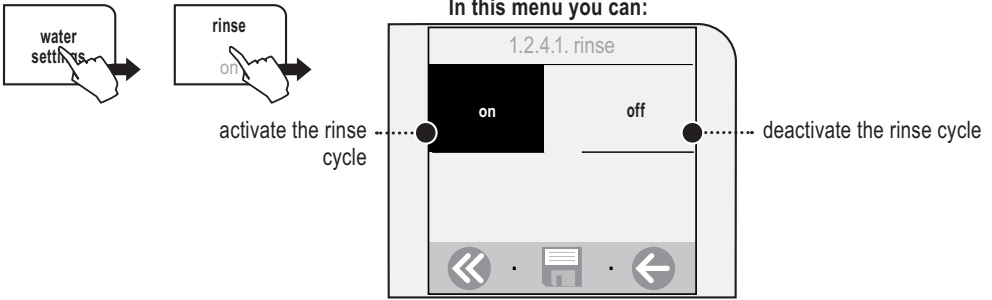 In this menu you can:
water
settings
rinse
on
1.2.4.1. rinse
on
off
activate the rinse
cycle
deactivate the rinse cycle